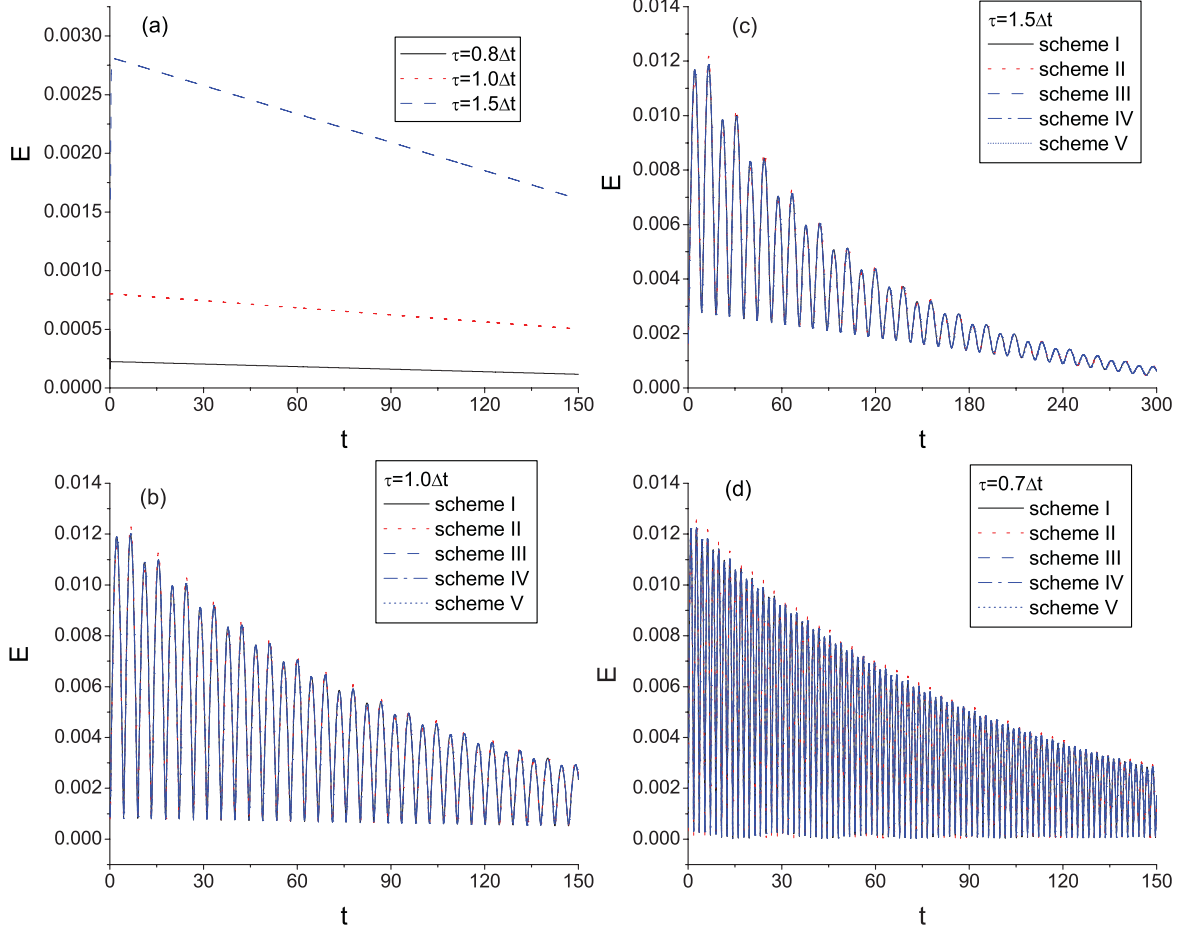 (a)
τ=0.8Δt
τ=1.0Δt
τ=1.5Δt
0.0030
0.0025
0.0020
0.0015
0.0010
0.0005
0.0000
E
0 30 60 90 120 150
t
(c)
τ=1.5Δt
scheme I
scheme II
scheme III
scheme IV
scheme V
0.014
0.012
0.010
0.008
0.006
0.004
0.002
0.000
E
0 60 120 180 240 300
t
(b)
τ=1.0Δt
scheme I
scheme II
scheme III
scheme IV
scheme V
0.014
0.012
0.010
0.008
0.006
0.004
0.002
0.000
E
0 30 60 90 120 150
t
(d)
τ=0.7Δt
scheme I
scheme II
scheme III
scheme IV
scheme V
0.014
0.012
0.010
0.008
0.006
0.004
0.002
0.000
E
0 30 60 90 120 150
t